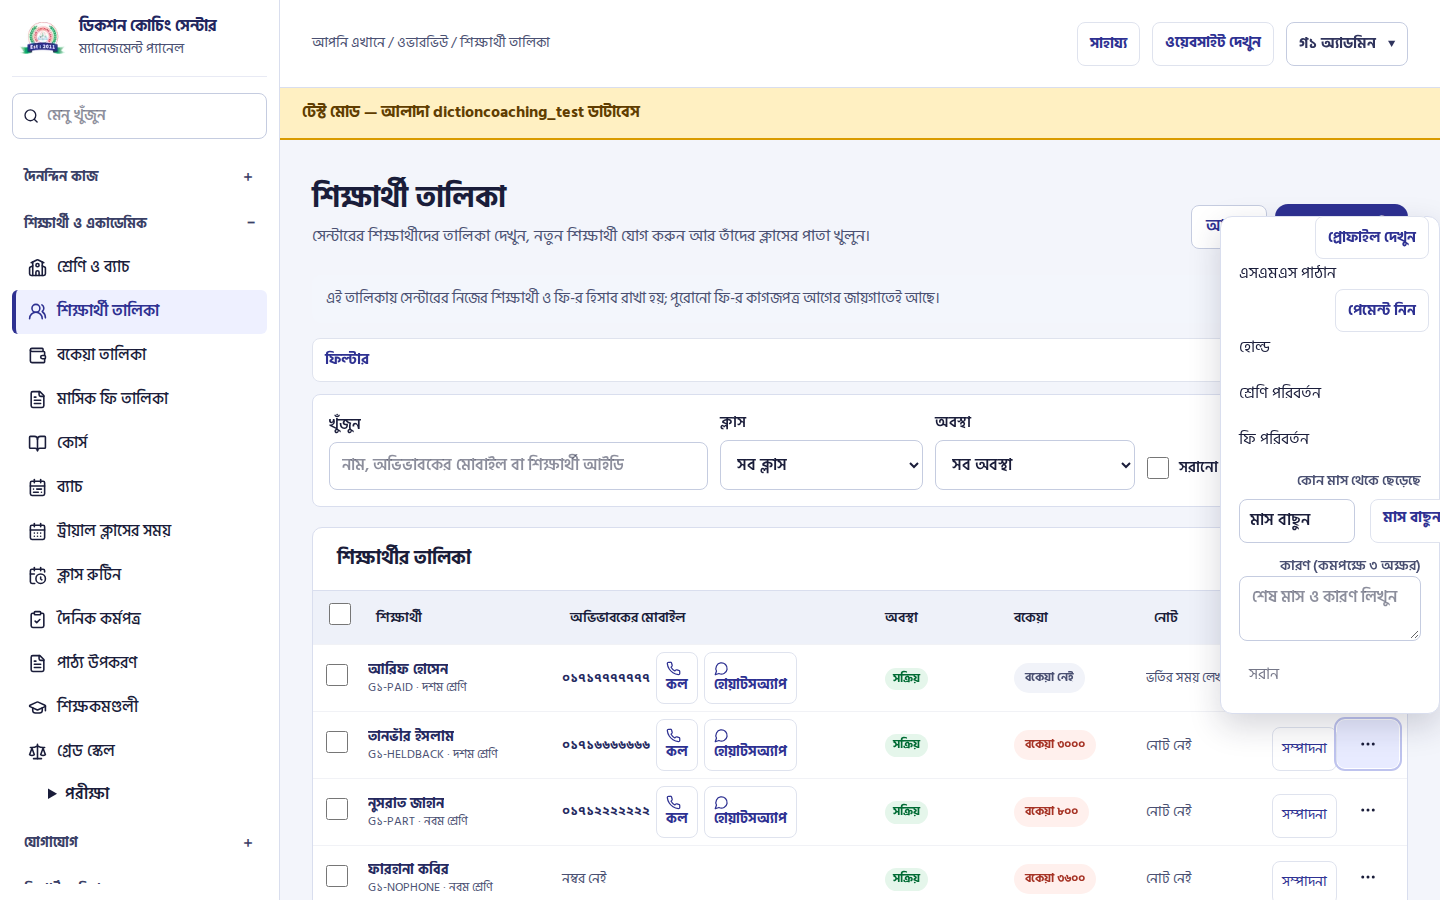 ডিকশন কোচিং সেন্টার
ম্যানেজমেন্ট প্যানেল
Est : 2011
মেনু খুঁজুন
দৈনন্দিন কাজ +
শিক্ষার্থী ও একাডেমিক −
শ্রেণি ও ব্যাচ
শিক্ষার্থী তালিকা
বকেয়া তালিকা
মাসিক ফি তালিকা
কোর্স
ব্যাচ
ট্রায়াল ক্লাসের সময়
ক্লাস রুটিন
দৈনিক কর্মপত্র
পাঠ্য উপকরণ
শিক্ষকমণ্ডলী
গ্রেড স্কেল
পরীক্ষা
যোগাযোগ +
আপনি এখানে / ওভারভিউ / শিক্ষার্থী তালিকা
সাহায্য
ওয়েবসাইট দেখুন
গ১ অ্যাডমিন
টেস্ট মোড — আলাদা dictioncoaching_test ডাটাবেস
শিক্ষার্থী তালিকা
সেন্টারের শিক্ষার্থীদের তালিকা দেখুন, নতুন শিক্ষার্থী যোগ করুন আর তাঁদের ক্লাসের পাতা খুলুন।
এই তালিকায় সেন্টারের নিজের শিক্ষার্থী ও ফি-র হিসাব রাখা হয়; পুরোনো ফি-র কাগজপত্র আগের জায়গাতেই আছে।
ফিল্টার
খুঁজুন
নাম, অভিভাবকের মোবাইল বা শিক্ষার্থী আইডি
ক্লাস
সব ক্লাস
অবস্থা
সব অবস্থা
সরানো
শিক্ষার্থীর তালিকা
শিক্ষার্থী অভিভাবকের মোবাইল অবস্থা বকেয়া নোট
আরিফ হোসেন
G১-PAID · দশম শ্রেণি
০১৭১৭৭৭৭৭৭৭ কল হোয়াটসঅ্যাপ সক্রিয় বকেয়া নেই ভর্তির সময়
তানভীর ইসলাম
G১-HELDBACK · দশম শ্রেণি
০১৭১৬৬৬৬৬৬৬ কল হোয়াটসঅ্যাপ সক্রিয় বকেয়া ৩০০০ নোট নেই সম্পাদনা ...
নুসরাত জাহান
G১-PART · নবম শ্রেণি
০১৭১২২২২২২২ কল হোয়াটসঅ্যাপ সক্রিয় বকেয়া ৮০০ নোট নেই সম্পাদনা ...
ফারহানা কবির
G১-NOPHONE · নবম শ্রেণি
নম্বর নেই সক্রিয় বকেয়া ৩৬০০ নোট নেই সম্পাদনা ...
প্রোফাইল দেখুন
এসএমএস পাঠান
পেমেন্ট নিন
হোল্ড
শ্রেণি পরিবর্তন
ফি পরিবর্তন
কোন মাস থেকে ছেড়েছে
মাস বাছুন মাস বাছুন
কারণ (কমপক্ষে ৩ অক্ষর)
শেষ মাস ও কারণ লিখুন
সরান